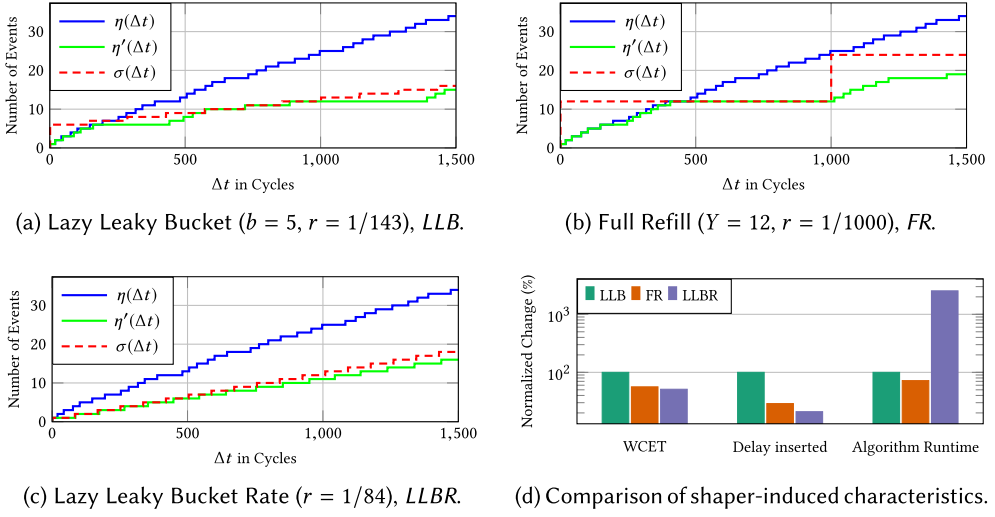 Number of Events
30
20
10
0
η(Δt)
η′(Δt)
σ(Δt)
0
500
1,000
1,500
Δt in Cycles
(a) Lazy Leaky Bucket (b = 5, r = 1/143), LLB.
Number of Events
30
20
10
0
η(Δt)
η′(Δt)
σ(Δt)
0
500
1,000
1,500
Δt in Cycles
(b) Full Refill (Y = 12, r = 1/1000), FR.
Number of Events
30
20
10
0
η(Δt)
η′(Δt)
σ(Δt)
0
500
1,000
1,500
Δt in Cycles
(c) Lazy Leaky Bucket Rate (r = 1/84), LLBR.
Normalized Change (%)
LLB FR LLBR
10³
10²
WCET Delay inserted Algorithm Runtime
(d) Comparison of shaper-induced characteristics.